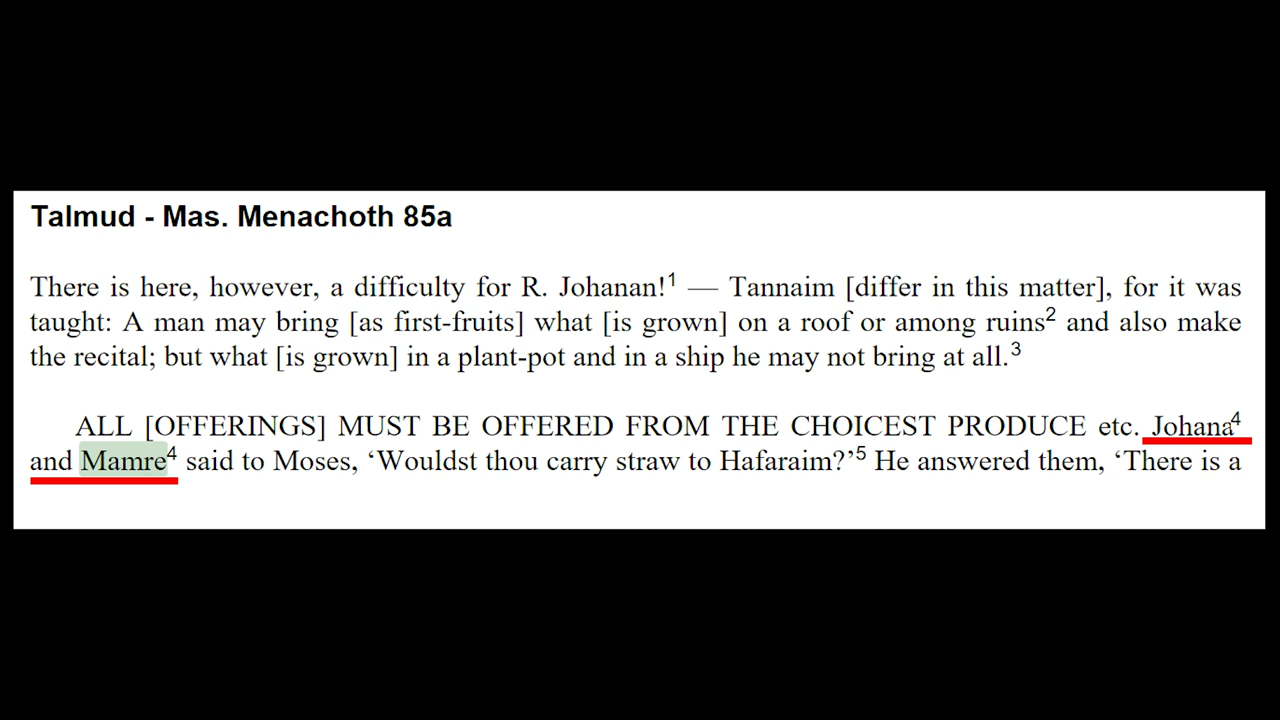 Talmud - Mas. Menachoth 85a
There is here, however, a difficulty for R. Johanan!1 — Tannaim [differ in this matter], for it was
taught: A man may bring [as first-fruits] what [is grown] on a roof or among ruins2 and also make
the recital; but what [is grown] in a plant-pot and in a ship he may not bring at all.3
ALL [OFFERINGS] MUST BE OFFERED FROM THE CHOICEST PRODUCE etc. Johana4
and Mamre4 said to Moses, ‘Wouldst thou carry straw to Hafaraim?’5 He answered them, ‘There is a